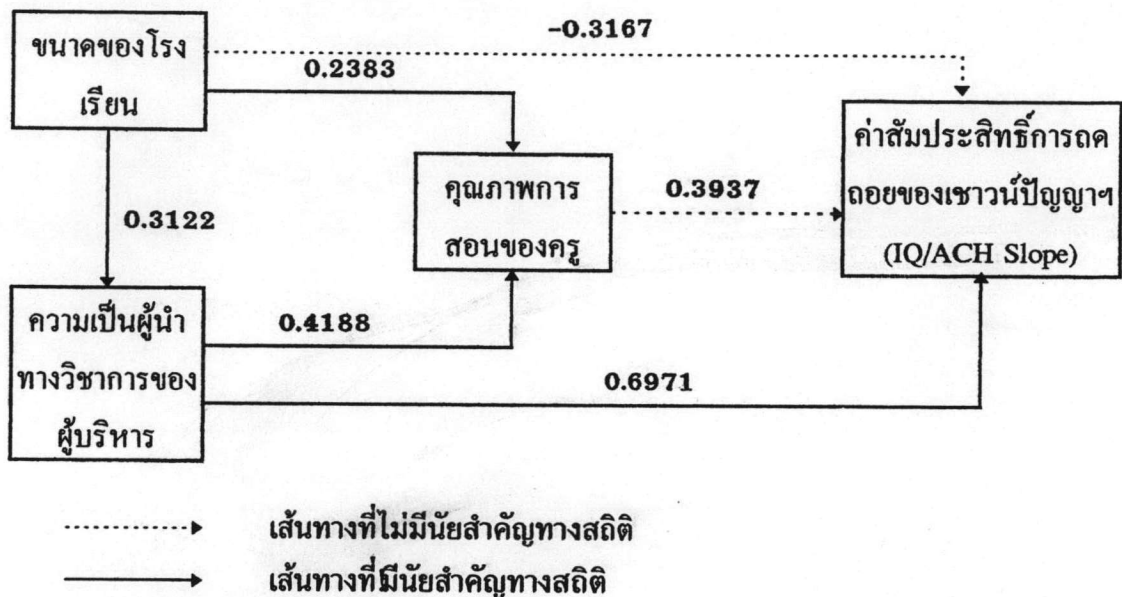 ขนาดของโรง
เรียน
-0.3167
0.2383
0.3122
คุณภาพการ
สอนของครู
0.3937
ค่าสัมประสิทธิ์การถด
ถอยของเชาวน์ปัญญาฯ
(IQ/ACH Slope)
ความเป็นผู้นำ
ทางวิชาการของ
ผู้บริหาร
0.4188
0.6971
เส้นทางที่ไม่มีนัยสำคัญทางสถิติ
เส้นทางที่มีนัยสำคัญทางสถิติ